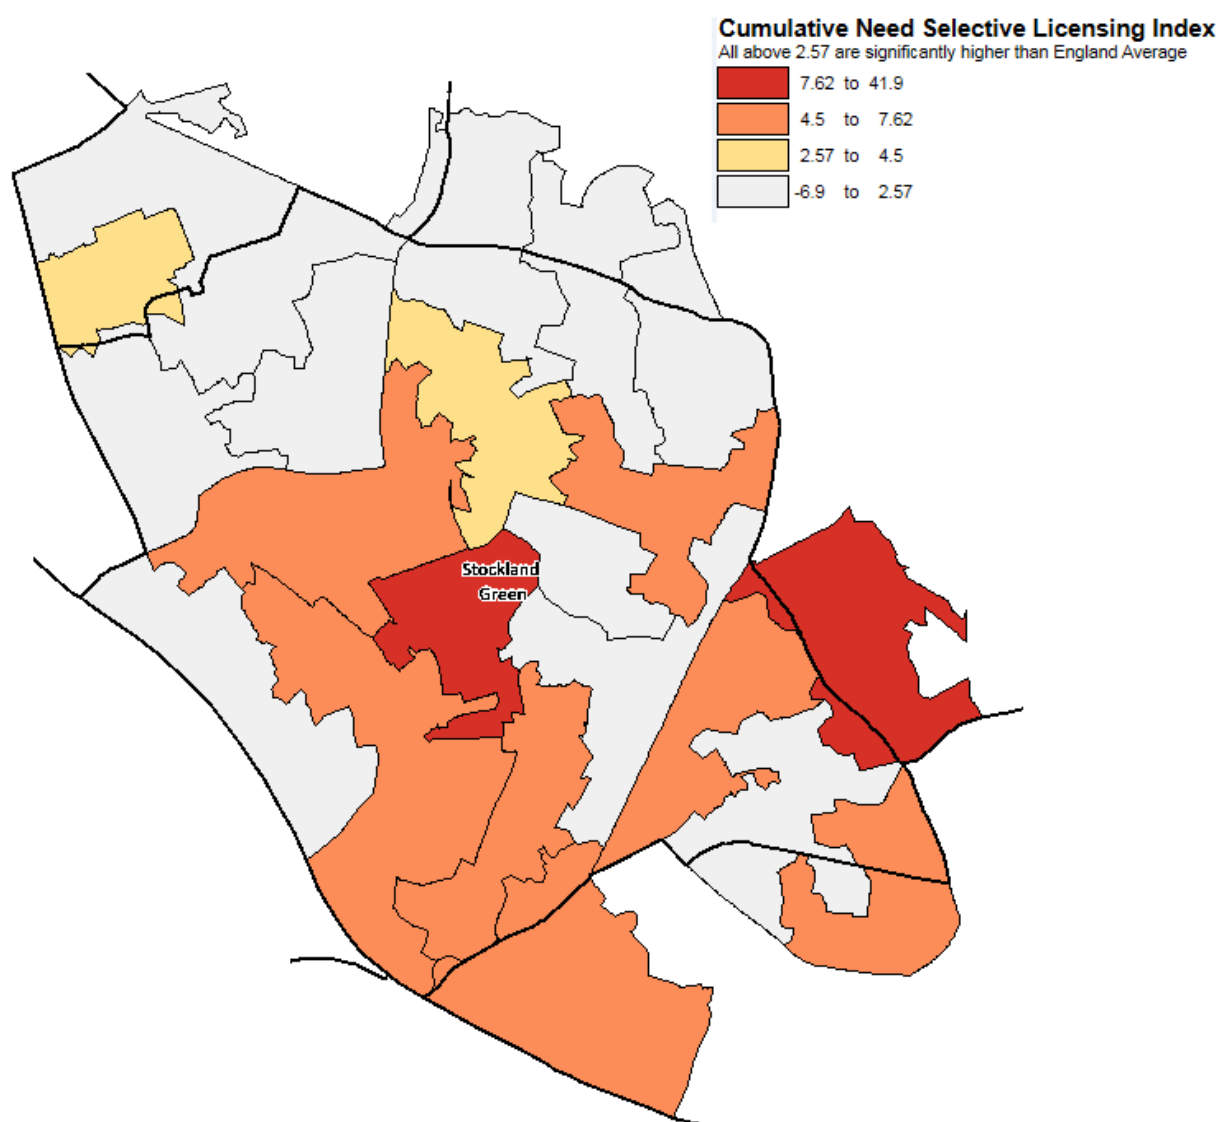 Cumulative Need Selective Licensing Index
All above 2.57 are significantly higher than England Average
7.62 to 41.9
4.5 to 7.62
2.57 to 4.5
-6.9 to 2.57
Stockland
Green